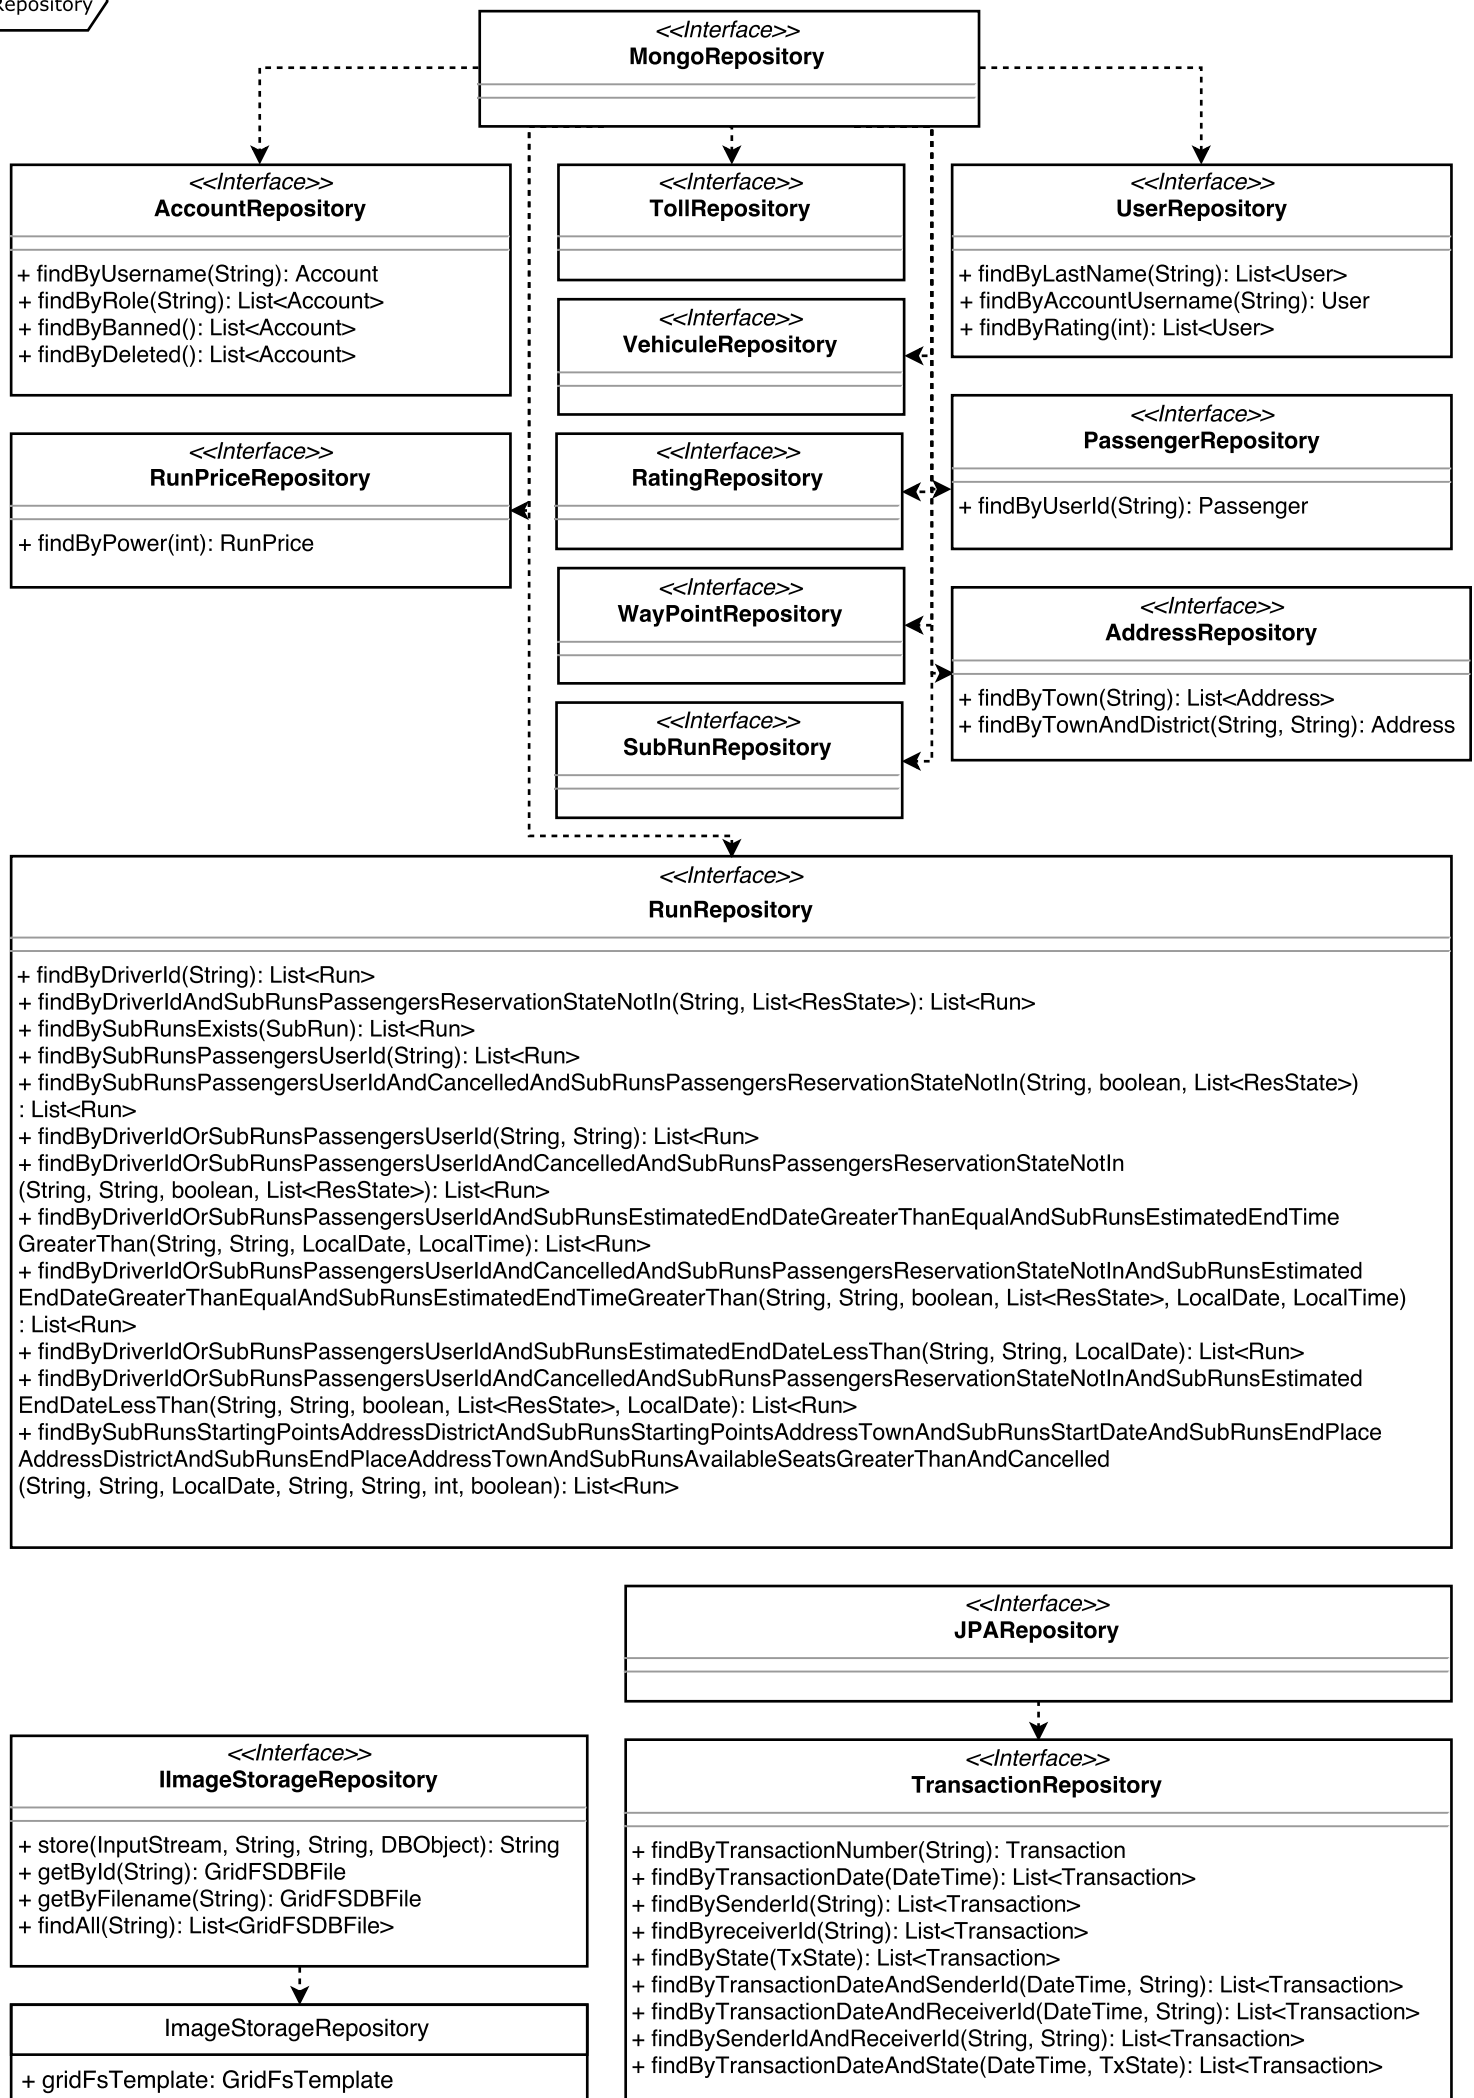 Repository
<<Interface>>
MongoRepository
<<Interface>>
AccountRepository
+ findByUsername(String): Account
+ findByRole(String): List<Account>
+ findByBanned(): List<Account>
+ findByDeleted(): List<Account>
<<Interface>>
TollRepository
<<Interface>>
UserRepository
+ findByLastName(String): List<User>
+ findByAccountUsername(String): User
+ findByRating(int): List<User>
<<Interface>>
VehiculeRepository
<<Interface>>
RunPriceRepository
+ findByPower(int): RunPrice
<<Interface>>
RatingRepository
<<Interface>>
PassengerRepository
+ findByUserId(String): Passenger
<<Interface>>
WayPointRepository
<<Interface>>
AddressRepository
+ findByTown(String): List<Address>
+ findByTownAndDistrict(String, String): Address
<<Interface>>
SubRunRepository
<<Interface>>
RunRepository
+ findByDriverId(String): List<Run>
+ findByDriverIdAndSubRunsPassengersReservationStateNotIn(String, List<ResState>): List<Run>
+ findBySubRunsExists(SubRun): List<Run>
+ findBySubRunsPassengersUserId(String): List<Run>
+ findBySubRunsPassengersUserIdAndCancelledAndSubRunsPassengersReservationStateNotIn(String, boolean, List<ResState>)
: List<Run>
+ findByDriverIdOrSubRunsPassengersUserId(String, String): List<Run>
+ findByDriverIdOrSubRunsPassengersUserIdAndCancelledAndSubRunsPassengersReservationStateNotIn
(String, String, boolean, List<ResState>): List<Run>
+ findByDriverIdOrSubRunsPassengersUserIdAndSubRunsEstimatedEndDateGreaterThanEqualAndSubRunsEstimatedEndTime
GreaterThan(String, String, LocalDate, LocalTime): List<Run>
+ findByDriverIdOrSubRunsPassengersUserIdAndCancelledAndSubRunsPassengersReservationStateNotInAndSubRunsEstimated
EndDateGreaterThanEqualAndSubRunsEstimatedEndTimeGreaterThan(String, String, boolean, List<ResState>, LocalDate, LocalTime)
: List<Run>
+ findByDriverIdOrSubRunsPassengersUserIdAndSubRunsEstimatedEndDateLessThan(String, String, LocalDate): List<Run>
+ findByDriverIdOrSubRunsPassengersUserIdAndCancelledAndSubRunsPassengersReservationStateNotInAndSubRunsEstimated
EndDateLessThan(String, String, boolean, List<ResState>, LocalDate): List<Run>
+ findBySubRunsStartingPointsAddressDistrictAndSubRunsStartingPointsAddressTownAndSubRunsStartDateAndSubRunsEndPlace
AddressDistrictAndSubRunsEndPlaceAddressTownAndSubRunsAvailableSeatsGreaterThanAndCancelled
(String, String, LocalDate, String, String, int, boolean): List<Run>
<<Interface>>
JPARepository
<<Interface>>
IImageStorageRepository
+ store(InputStream, String, String, DBObject): String
+ getById(String): GridFSDBFile
+ getByFilename(String): GridFSDBFile
+ findAll(String): List<GridFSDBFile>
<<Interface>>
TransactionRepository
+ findByTransactionNumber(String): Transaction
+ findByTransactionDate(DateTime): List<Transaction>
+ findBySenderId(String): List<Transaction>
+ findByreceiverId(String): List<Transaction>
+ findByState(TxState): List<Transaction>
+ findByTransactionDateAndSenderId(DateTime, String): List<Transaction>
+ findByTransactionDateAndReceiverId(DateTime, String): List<Transaction>
+ findBySenderIdAndReceiverId(String, String): List<Transaction>
+ findByTransactionDateAndState(DateTime, TxState): List<Transaction>
ImageStorageRepository
+ gridFsTemplate: GridFsTemplate